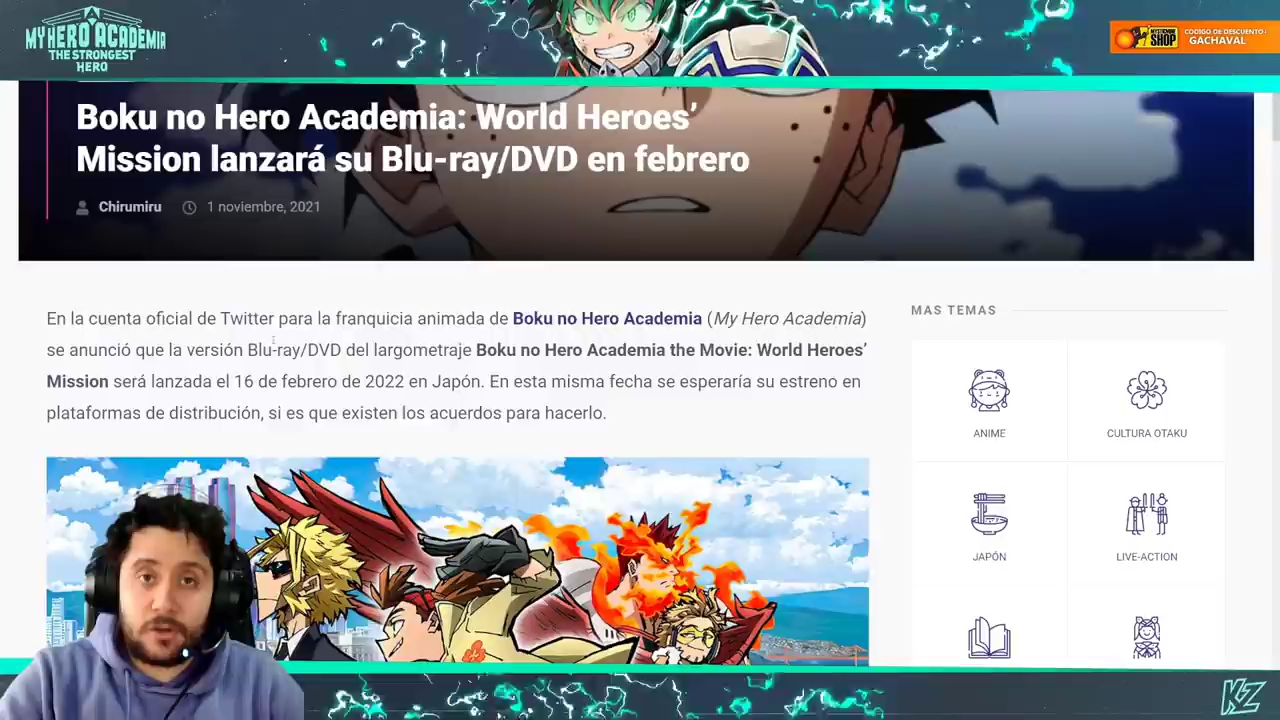 MY HERO ACADEMIA
THE STRONGEST
HERO
SHOP
CODIGO DE DESCUENTO:
GACHAVAL
Boku no Hero Academia: World Heroes’
Mission lanzará su Blu-ray/DVD en febrero
Chirumiru
1 noviembre, 2021
En la cuenta oficial de Twitter para la franquicia animada de Boku no Hero Academia (My Hero Academia)
se anunció que la versión Blu-ray/DVD del largometraje Boku no Hero Academia the Movie: World Heroes’
Mission será lanzada el 16 de febrero de 2022 en Japón. En esta misma fecha se esperaría su estreno en
plataformas de distribución, si es que existen los acuerdos para hacerlo.
MAS TEMAS
ANIME
CULTURA OTAKU
JAPÓN
LIVE-ACTION
KZ